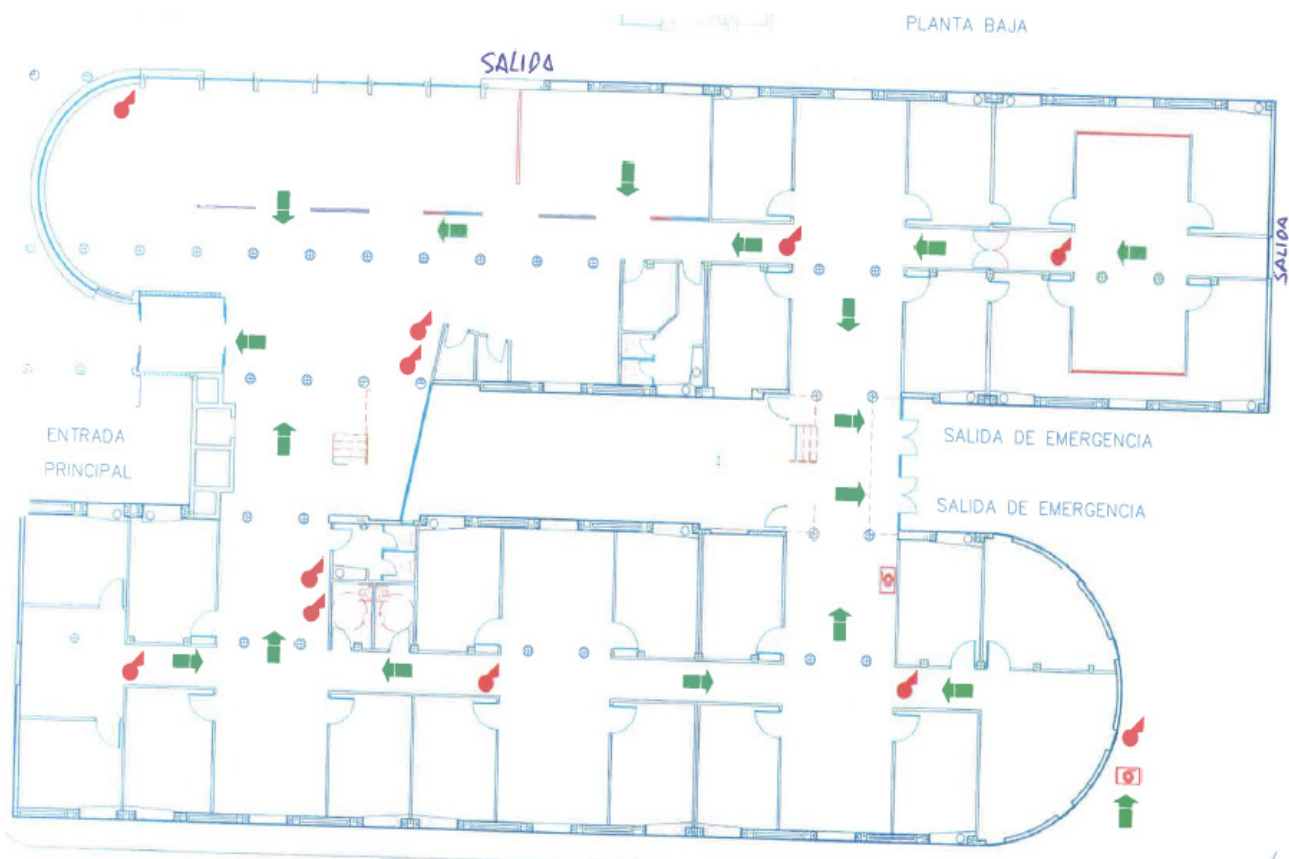 PLANTA BAJA
SALIDA
SALIDA
ENTRADA
PRINCIPAL
SALIDA DE EMERGENCIA
SALIDA DE EMERGENCIA